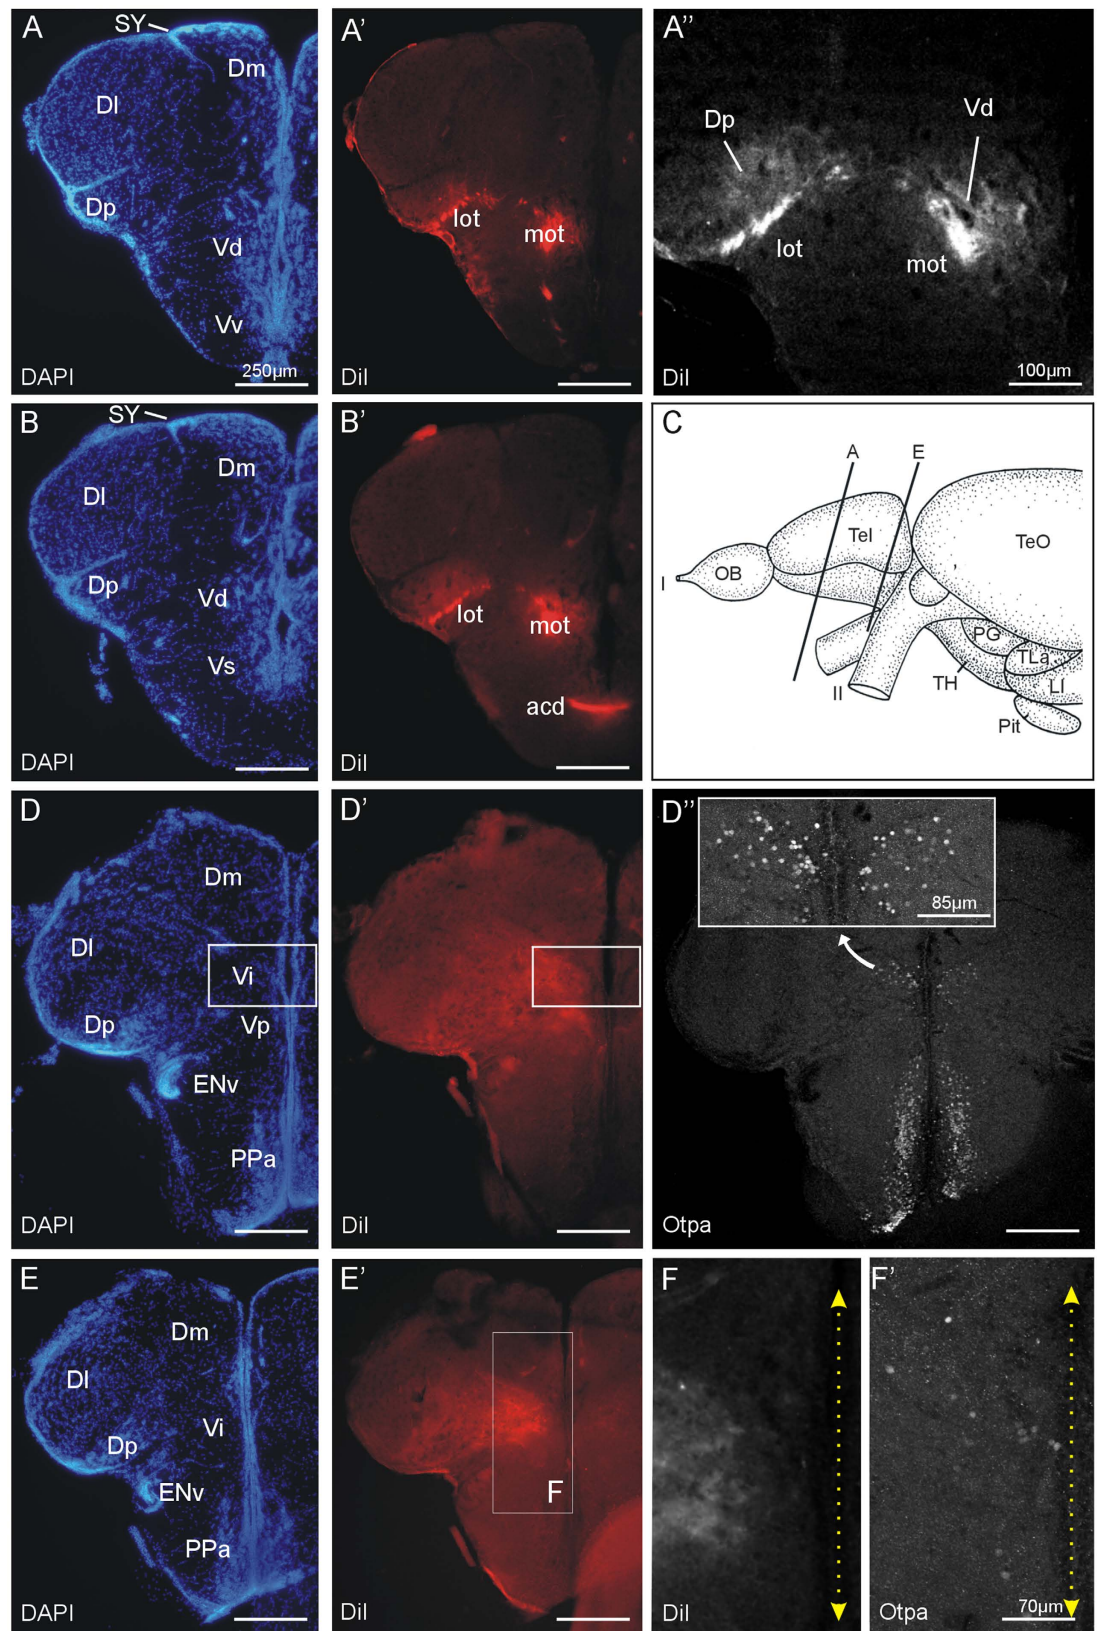 A
SY
Dm
Dl
Dp
Vd
Vv
DAPI
250µm
A’
lot
mot
DiI
A’’
Dp
Vd
lot
mot
DiI
100µm
B
SY
Dm
Dl
Dp
Vd
Vs
DAPI
B’
lot
mot
acd
DiI
C
A
E
Tel
TeO
OB
I
PG
TLa
TH
LI
II
Pit
D
Dm
Dl
Vi
Dp
Vp
ENv
PPa
DAPI
D’
DiI
D’’
85µm
Otpa
E
Dm
Dl
Vi
Dp
ENv
PPa
DAPI
E’
F
DiI
F
DiI
F’
Otpa
70µm